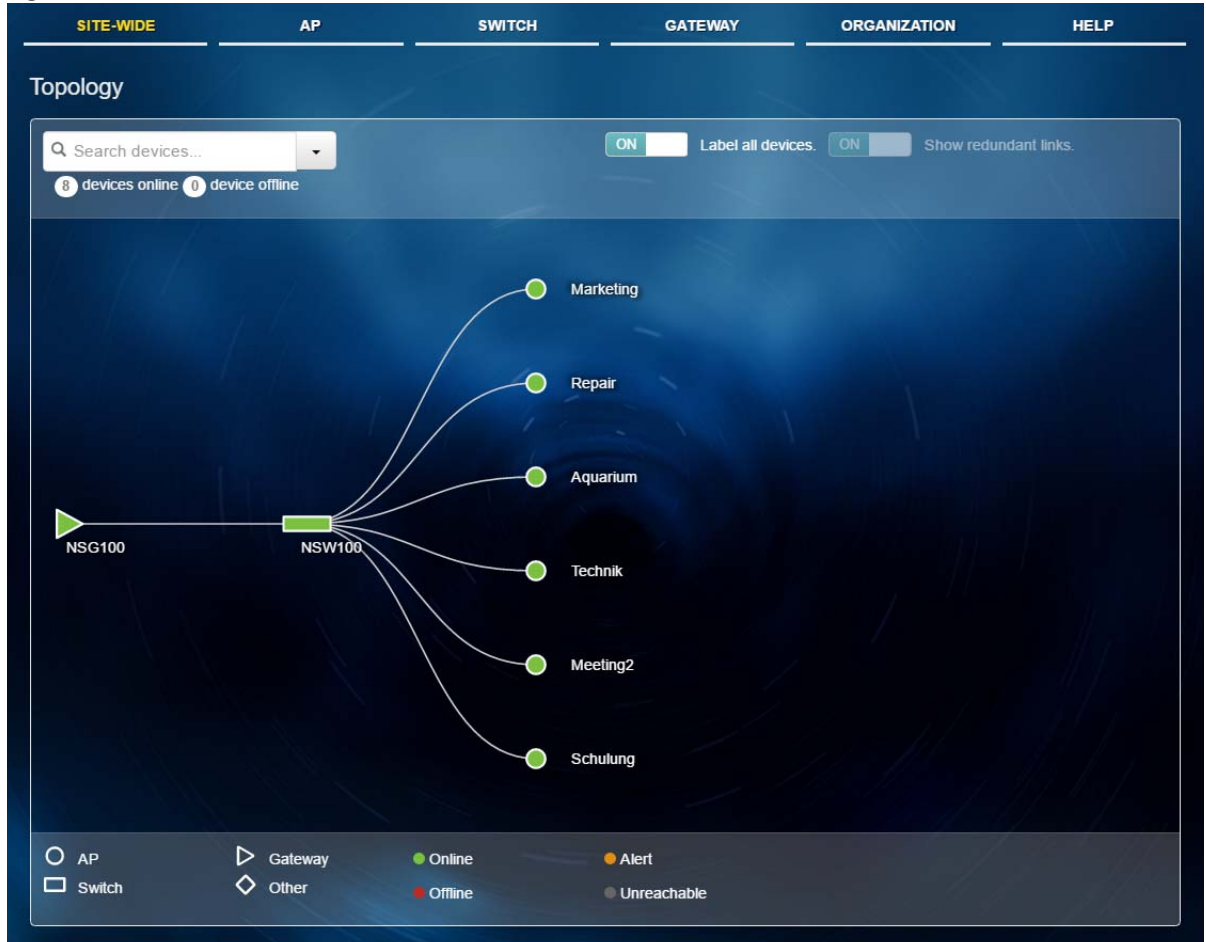 SITE-WIDE AP SWITCH GATEWAY ORGANIZATION HELP
Topology
Search devices... ON Label all devices. ON Show redundant links.
8 devices online 0 device offline
Marketing
Repair
Aquarium
NSG100 NSW100
Technik
Meeting2
Schulung
AP Gateway Online Alert
Switch Other Offline Unreachable